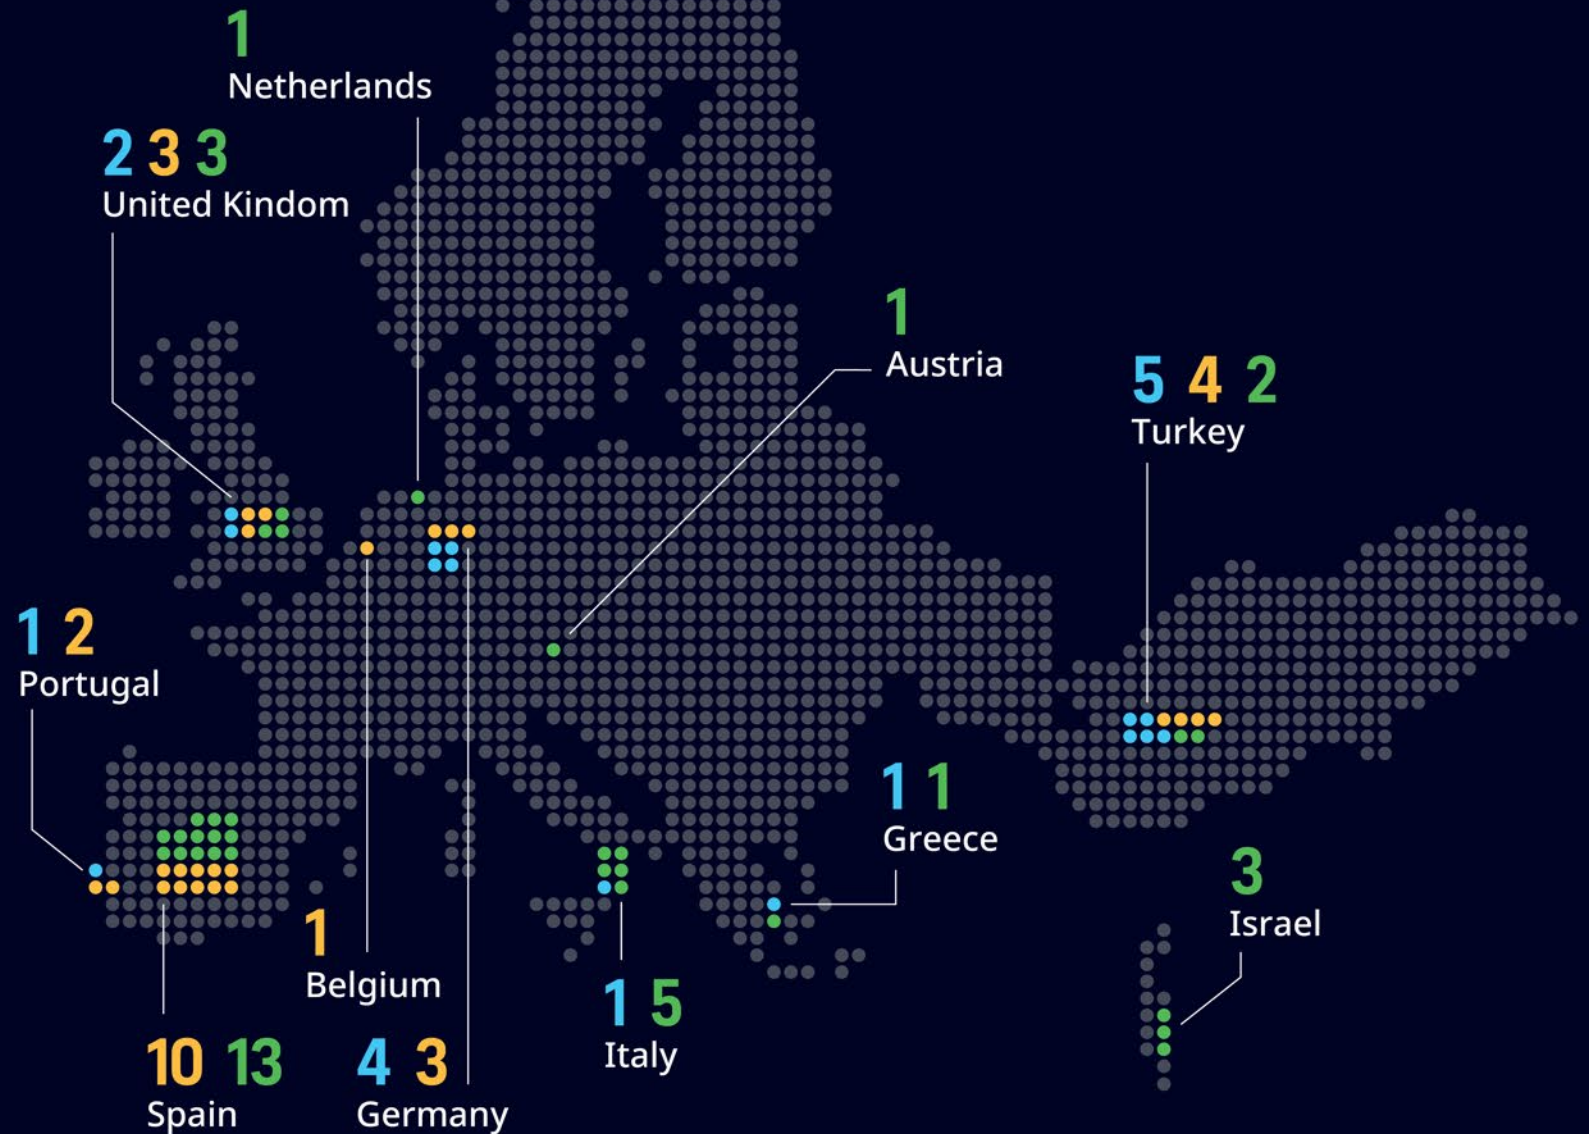 1
Netherlands
2 3 3
United Kindom
1
Austria
5 4 2
Turkey
1 2
Portugal
1 1
Greece
3
Israel
1
Belgium
1 5
Italy
10 13
Spain
4 3
Germany